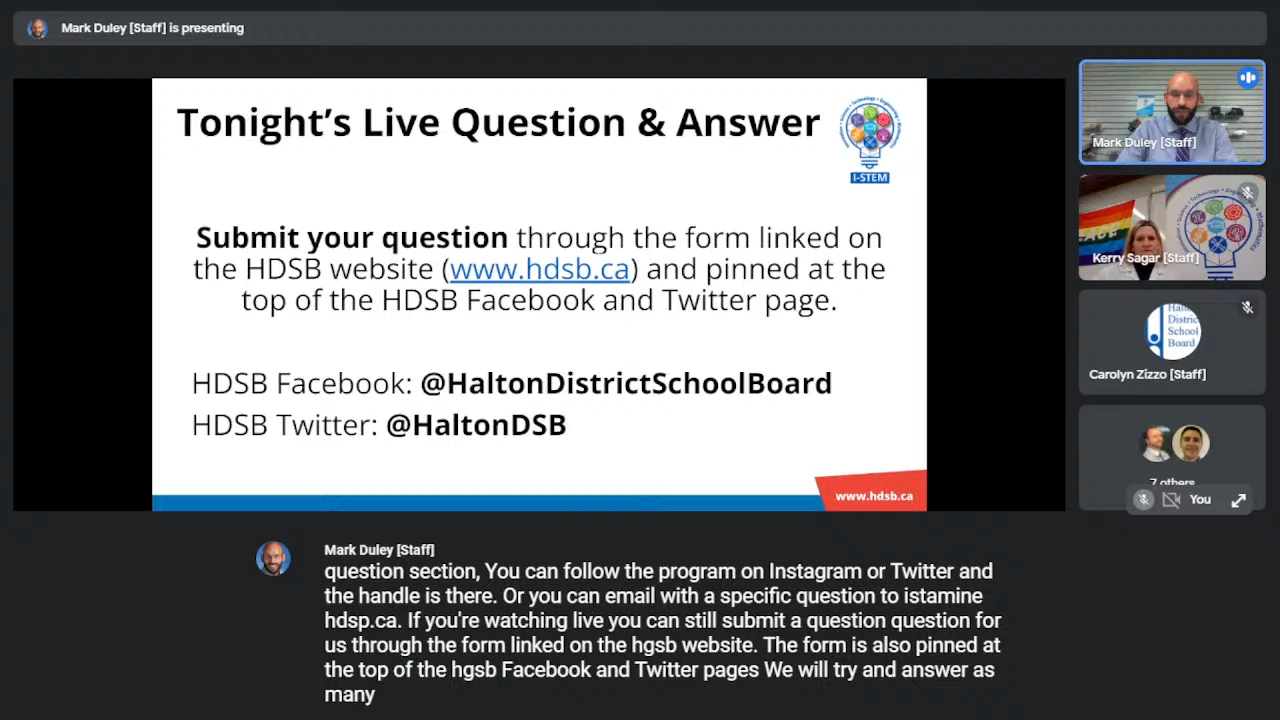 Mark Duley [Staff] is presenting
Tonight's Live Question & Answer
I-STEM
Submit your question through the form linked on
the HDSB website (www.hdsb.ca) and pinned at the
top of the HDSB Facebook and Twitter page.
HDSB Facebook: @HaltonDistrictSchoolBoard
HDSB Twitter: @HaltonDSB
www.hdsb.ca
Mark Duley [Staff]
PEACE
Kerry Sagar [Staff]
Halton
District
School
Board
Carolyn Zizzo [Staff]
7 others
You
Mark Duley [Staff]
question section, You can follow the program on Instagram or Twitter and
the handle is there. Or you can email with a specific question to istamine
hdsp.ca. If you're watching live you can still submit a question question for
us through the form linked on the hgsb website. The form is also pinned at
the top of the hgsb Facebook and Twitter pages We will try and answer as
many